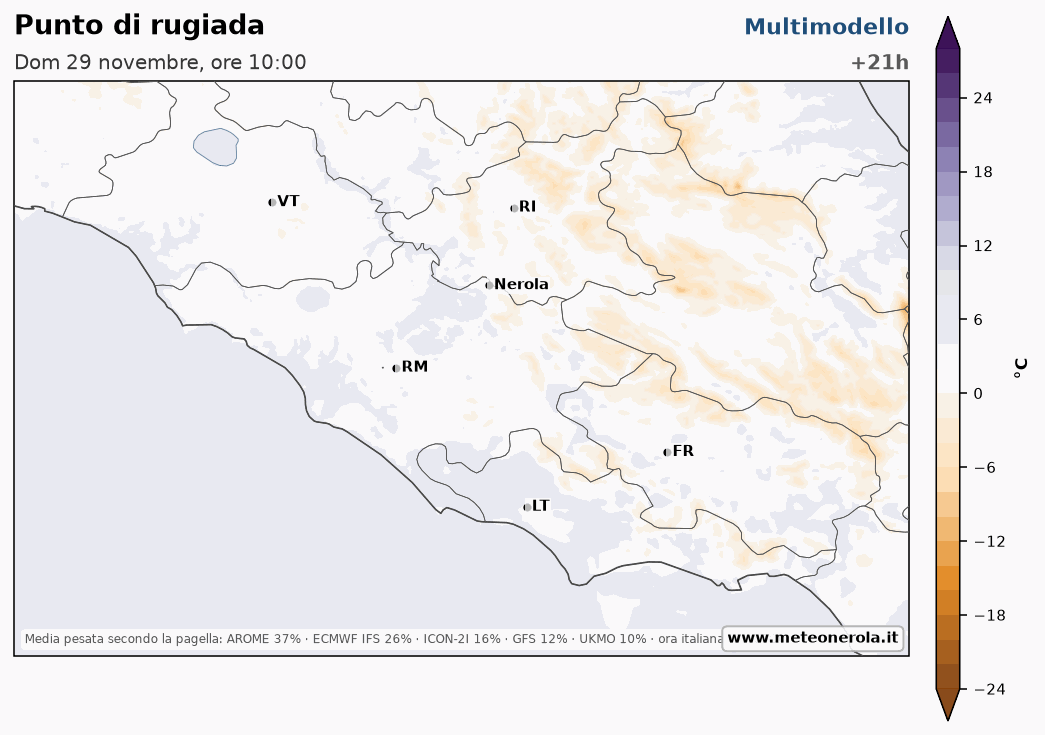 Punto di rugiada
Multimodello
Dom 29 novembre, ore 10:00
+21h
VT
RI
Nerola
RM
FR
LT
Media pesata secondo la pagella: AROME 37% · ECMWF IFS 26% · ICON-2I 16% · GFS 12% · UKMO 10% · ora italiana
www.meteonerola.it
24
18
12
6
0
−6
−12
−18
−24
°C